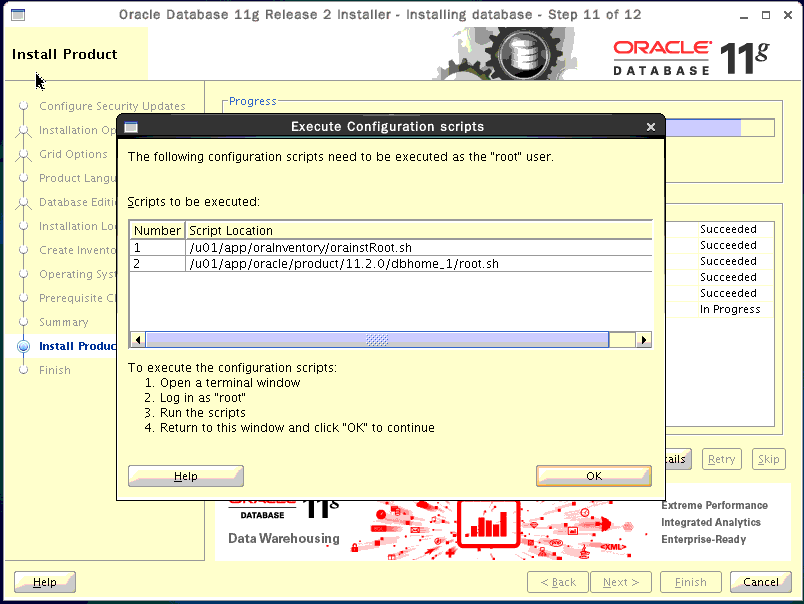 Oracle Database 11g Release 2 Installer - Installing database - Step 11 of 12
Install Product
ORACLE DATABASE 11g
Configure Security Updates
Installation Op
Grid Options
Product Langu
Database Editi
Installation Lo
Create Invento
Operating Syst
Prerequisite C
Summary
Install Produc
Finish
Progress
Execute Configuration scripts
The following configuration scripts need to be executed as the "root" user.
Scripts to be executed:
Number Script Location
1 /u01/app/oraInventory/orainstRoot.sh
2 /u01/app/oracle/product/11.2.0/dbhome_1/root.sh
To execute the configuration scripts:
1. Open a terminal window
2. Log in as "root"
3. Run the scripts
4. Return to this window and click "OK" to continue
Help OK
Succeeded
Succeeded
Succeeded
Succeeded
Succeeded
In Progress
ails Retry Skip
ORACLE
DATABASE 11g
Data Warehousing
<XML>
Extreme Performance
Integrated Analytics
Enterprise-Ready
Help < Back Next > Finish Cancel